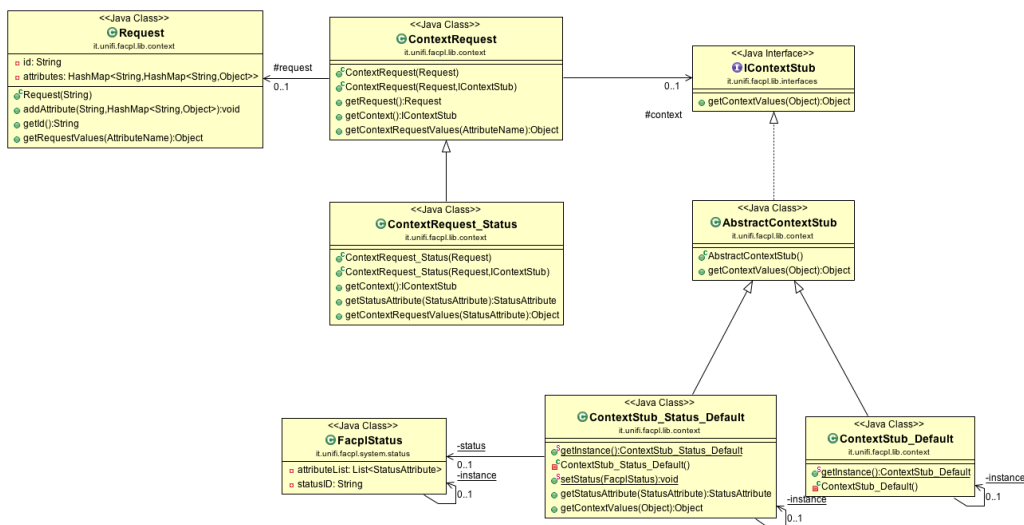 <<Java Class>>
Request
it.unifi.facpl.lib.context
id: String
attributes: HashMap<String,HashMap<String,Object>>
Request(String)
addAttribute(String,HashMap<String,Object>):void
getId():String
getRequestValues(AttributeName):Object
#request
0..1
<<Java Class>>
ContextRequest
it.unifi.facpl.lib.context
ContextRequest(Request)
ContextRequest(Request,IContextStub)
getRequest():Request
getContext():IContextStub
getContextRequestValues(AttributeName):Object
0..1
#context
<<Java Interface>>
IContextStub
it.unifi.facpl.lib.interfaces
getContextValues(Object):Object
<<Java Class>>
ContextRequest_Status
it.unifi.facpl.lib.context
ContextRequest_Status(Request)
ContextRequest_Status(Request,IContextStub)
getContext():IContextStub
getStatusAttribute(StatusAttribute):StatusAttribute
getContextRequestValues(StatusAttribute):Object
<<Java Class>>
AbstractContextStub
it.unifi.facpl.lib.context
AbstractContextStub()
getContextValues(Object):Object
<<Java Class>>
FacplStatus
it.unifi.facpl.system.status
attributeList: List<StatusAttribute>
statusID: String
-status
0..1
-instance
0..1
<<Java Class>>
ContextStub_Status_Default
it.unifi.facpl.lib.context
getInstance():ContextStub_Status_Default
ContextStub_Status_Default()
setStatus(FacplStatus):void
getStatusAttribute(StatusAttribute):StatusAttribute
getContextValues(Object):Object
-instance
0..1
<<Java Class>>
ContextStub_Default
it.unifi.facpl.lib.context
getInstance():ContextStub_Default
ContextStub_Default()
-instance
0..1